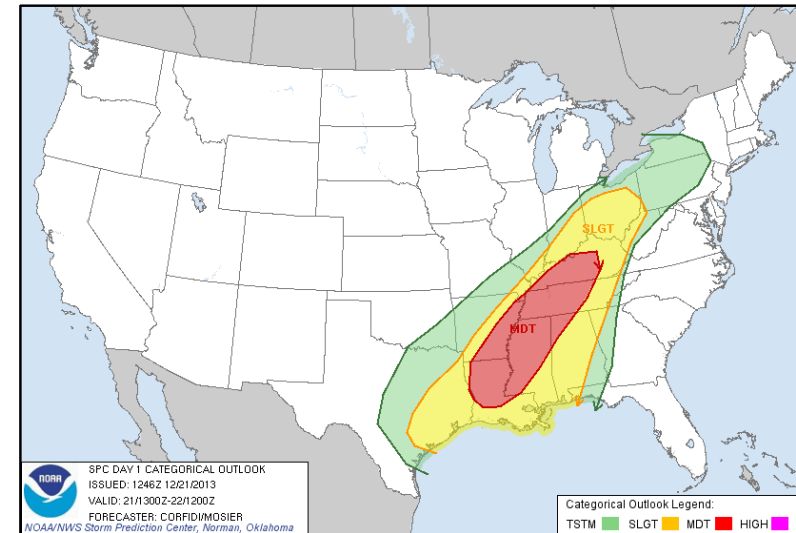 SLGT
MDT
noaa
SPC DAY 1 CATEGORICAL OUTLOOK
ISSUED: 1246Z 12/21/2013
VALID: 21/1300Z-22/1200Z
FORECASTER: CORFIDI/MOSIER
NOAA/NWS Storm Prediction Center, Norman, Oklahoma
Categorical Outlook Legend:
TSTM SLGT MDT HIGH